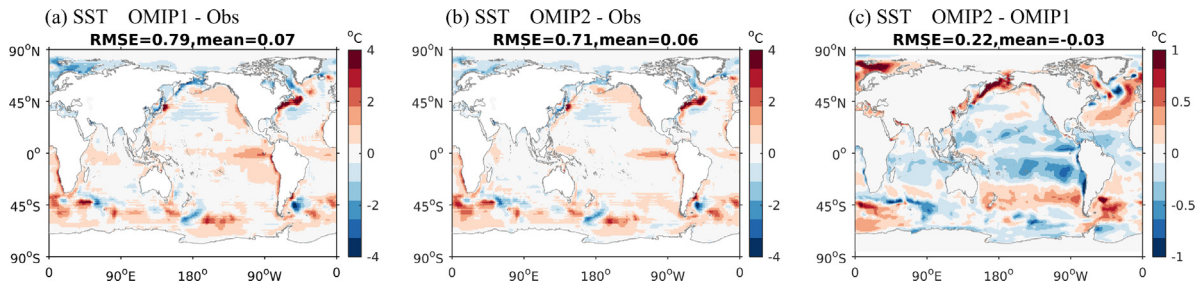 (a) SST OMIP1 - Obs
RMSE=0.79,mean=0.07
°C
90°N
45°N
0°
45°S
90°S
90°E
180°
90°W
0
4
2
0
-2
-4
(b) SST OMIP2 - Obs
RMSE=0.71,mean=0.06
°C
90°N
45°N
0°
45°S
90°S
90°E
180°
90°W
0
4
2
0
-2
-4
(c) SST OMIP2 - OMIP1
RMSE=0.22,mean=-0.03
°C
90°N
45°N
0°
45°S
90°S
90°E
180°
90°W
0
1
0.5
0
-0.5
-1